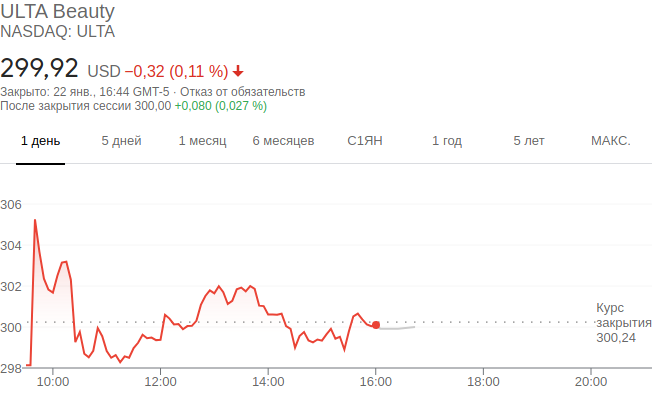 ULTA Beauty
NASDAQ: ULTA
299,92 USD −0,32 (0,11 %)
Закрыто: 22 янв., 16:44 GMT-5 · Отказ от обязательств
После закрытия сессии 300,00 +0,080 (0,027 %)
1 день 5 дней 1 месяц 6 месяцев С1ЯН 1 год 5 лет МАКС.
306
304
302
300
298
Курс
закрытия
300,24
10:00 12:00 14:00 16:00 18:00 20:00